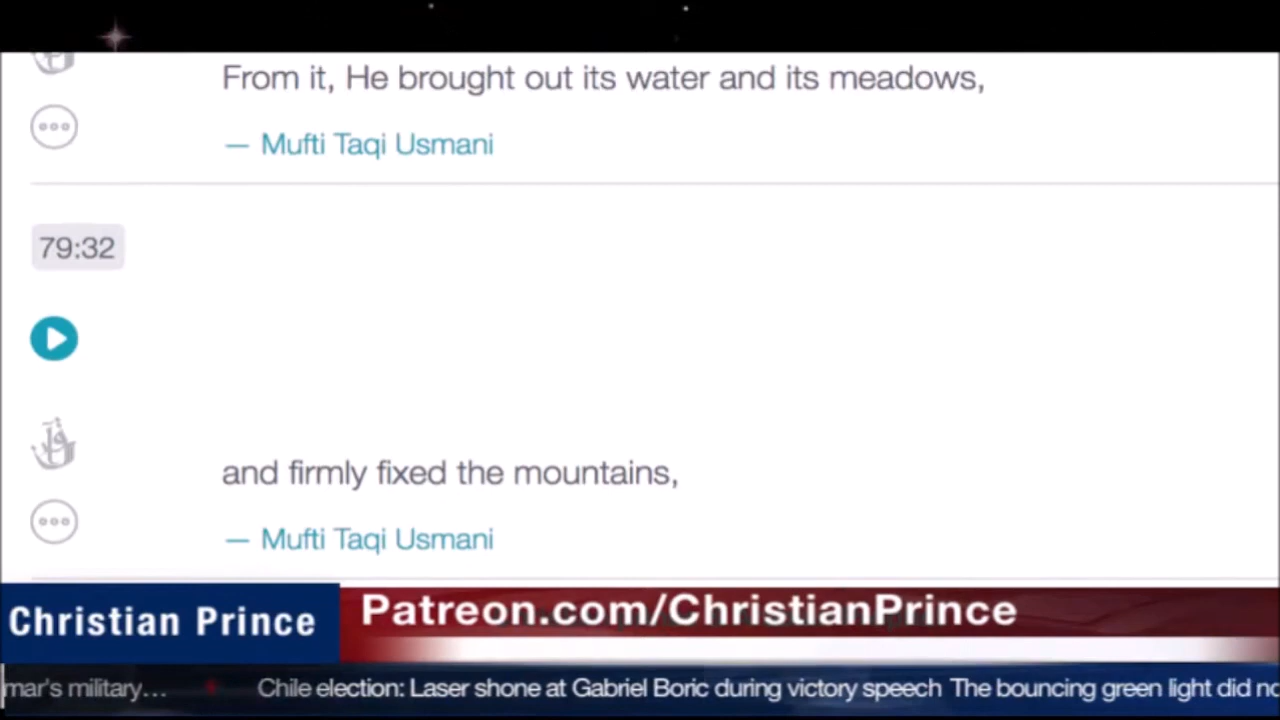 From it, He brought out its water and its meadows,
— Mufti Taqi Usmani
79:32
and firmly fixed the mountains,
— Mufti Taqi Usmani
Christian Prince
Patreon.com/ChristianPrince
mar's military... Chile election: Laser shone at Gabriel Boric during victory speech The bouncing green light did